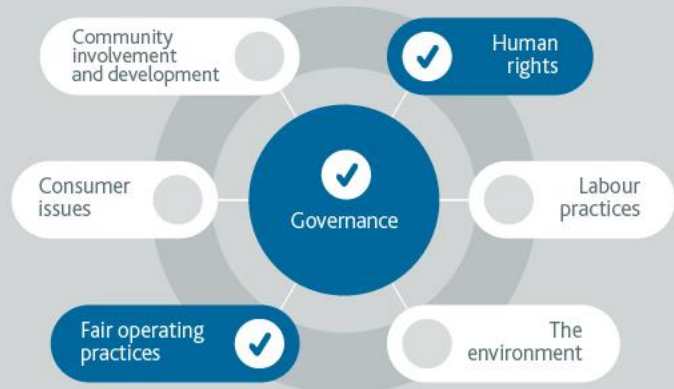 Community
involvement
and development
Human
rights
Consumer
issues
Governance
Labour
practices
Fair operating
practices
The
environment